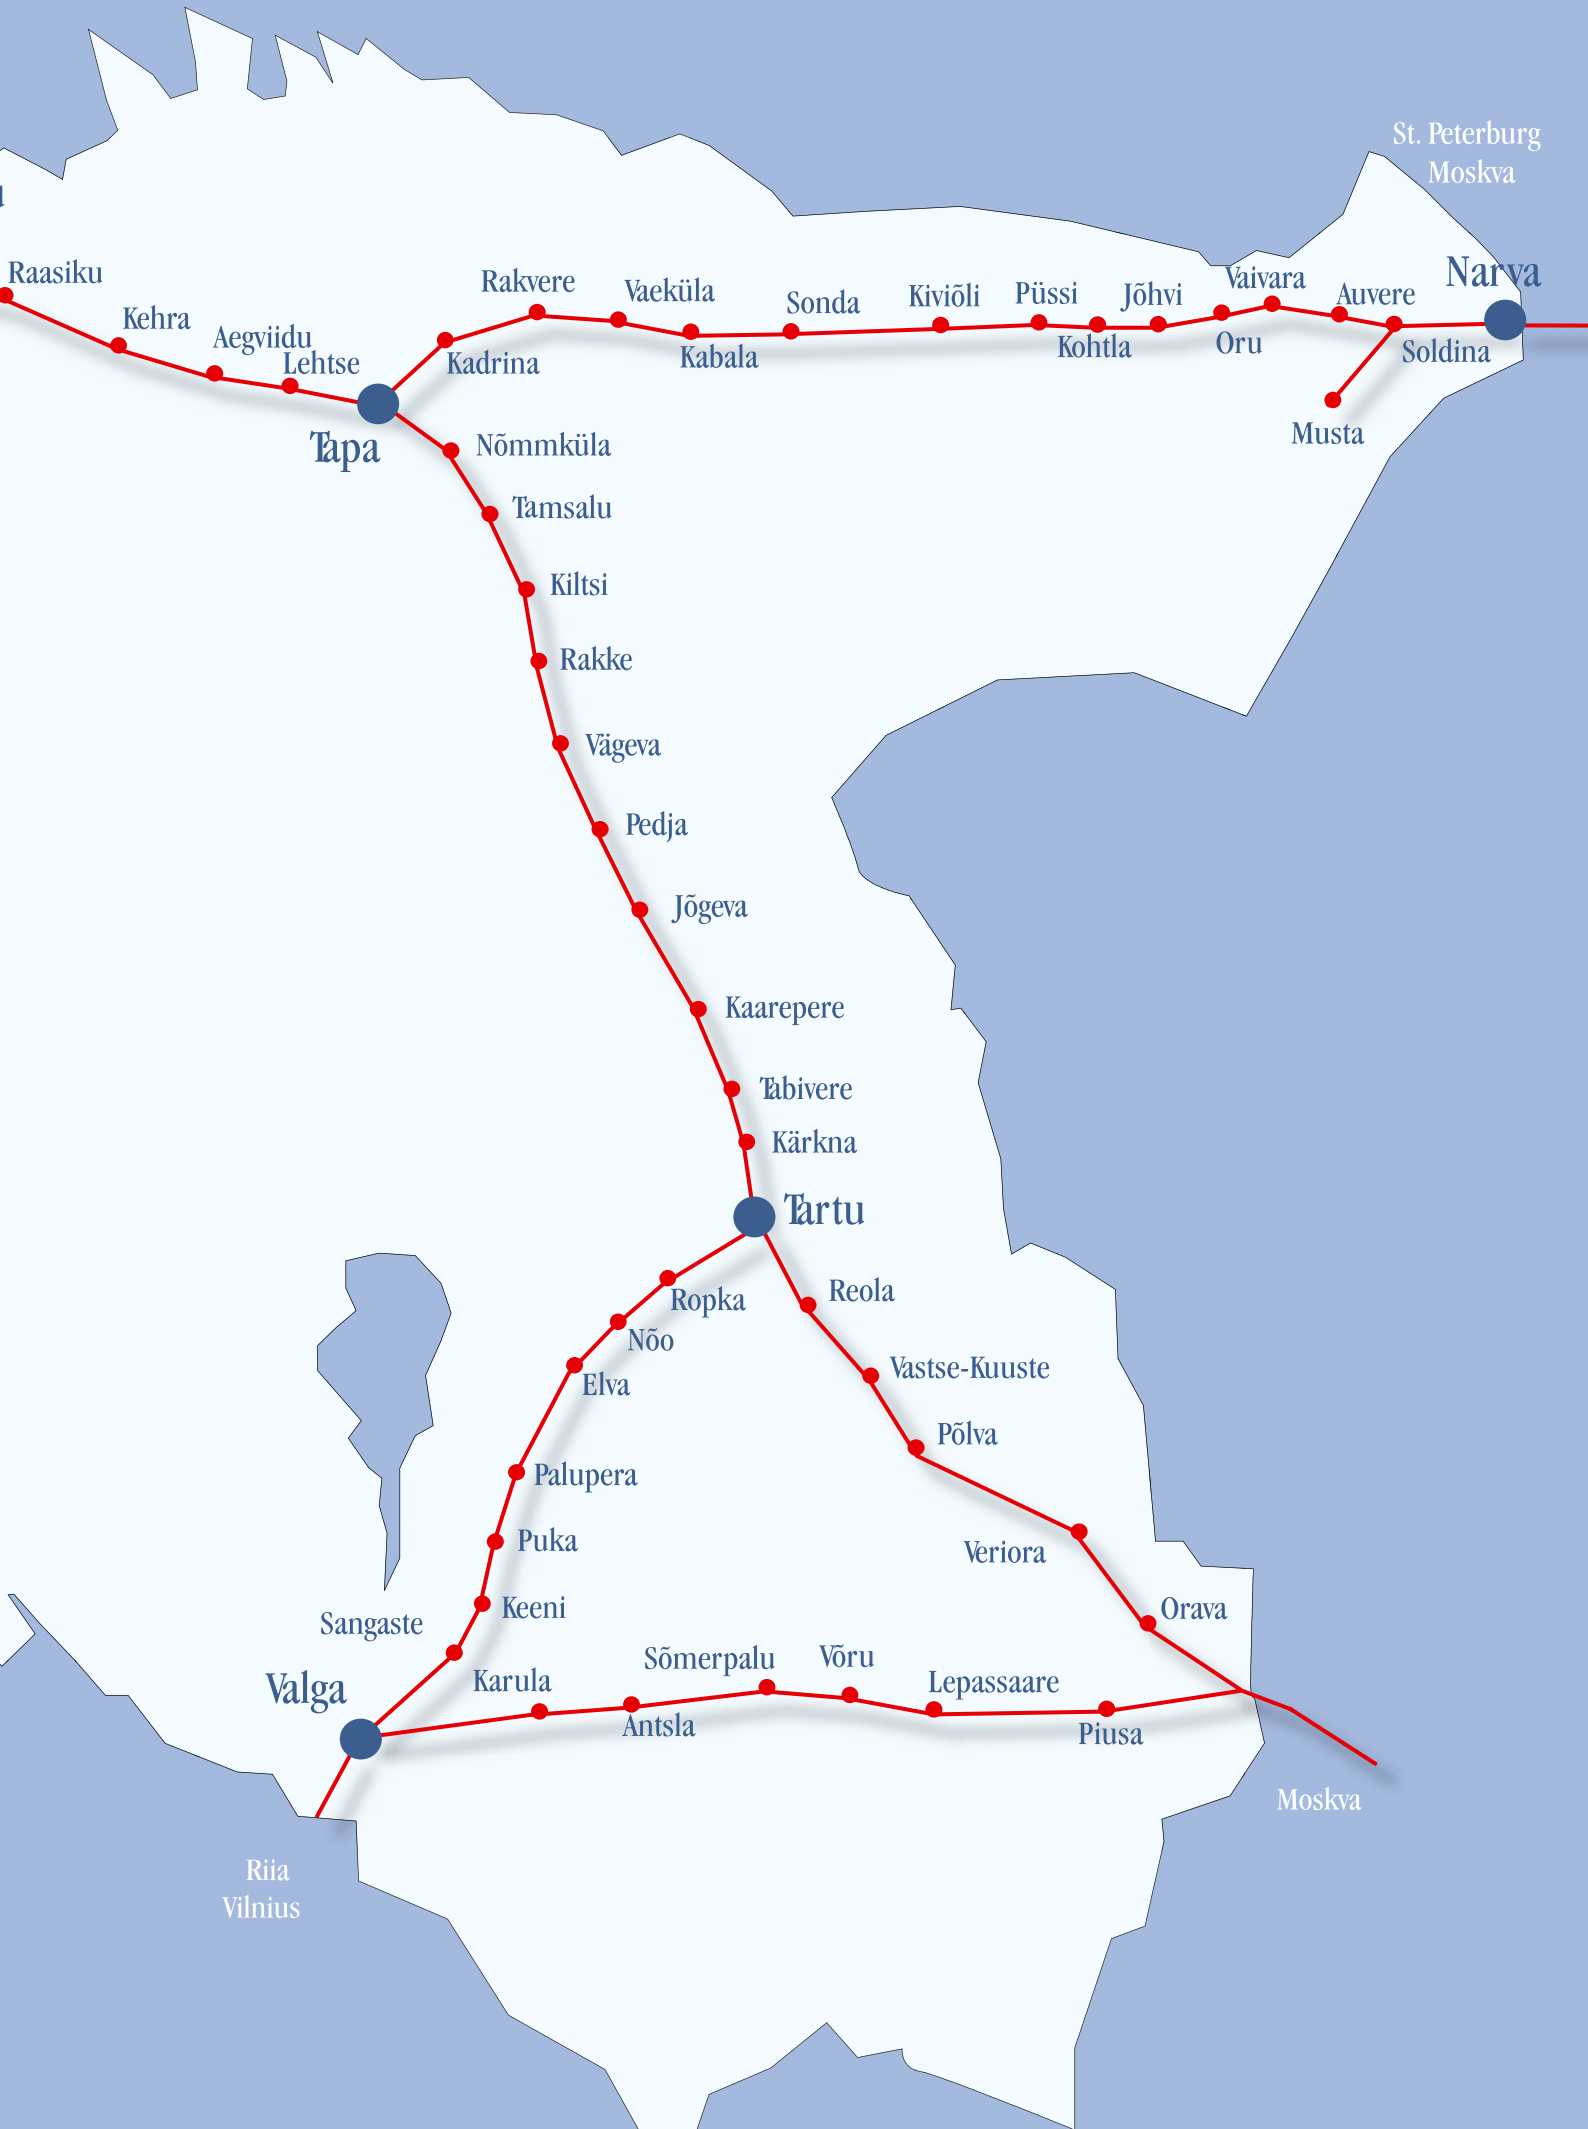 St. Peterburg
Moskva
Narva
Raasiku
Kehra
Aegviidu
Lehtse
Tapa
Rakvere
Kadrina
Vaeküla
Kabala
Sonda
Kiviõli
Püssi
Kohtla
Jõhvi
Oru
Vaivara
Auvere
Soldina
Musta
Nõmmküla
Tamsalu
Kiltsi
Rakke
Vägeva
Pedja
Jõgeva
Kaarepere
Tabivere
Kärkna
Tartu
Ropka
Nõo
Elva
Palupera
Puka
Keeni
Sangaste
Valga
Reola
Vastse-Kuuste
Põlva
Veriora
Orava
Karula
Antsla
Sõmerpalu
Võru
Lepassaare
Piusa
Moskva
Riia
Vilnius